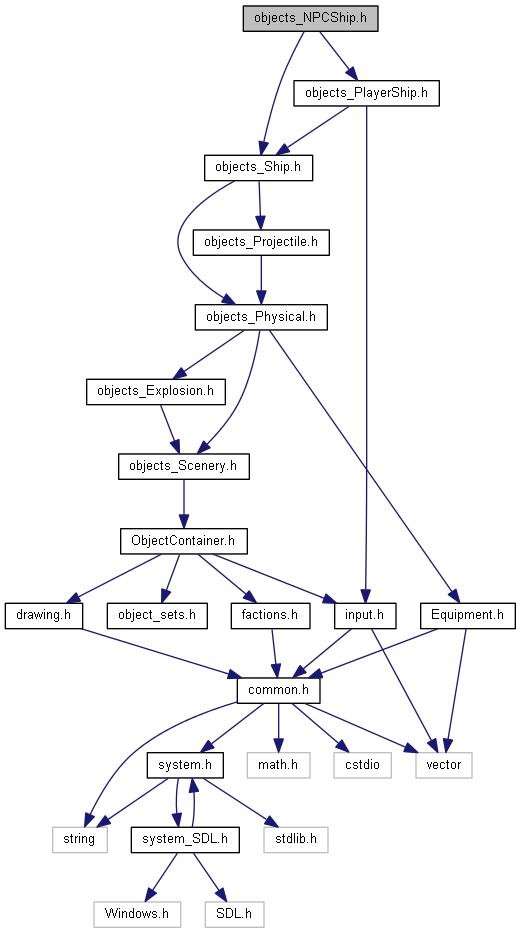 objects_NPCShip.h
objects_PlayerShip.h
objects_Ship.h
objects_Projectile.h
objects_Physical.h
objects_Explosion.h
objects_Scenery.h
ObjectContainer.h
drawing.h
object_sets.h
factions.h
input.h
Equipment.h
common.h
system.h
math.h
cstdio
vector
string
system_SDL.h
stdlib.h
Windows.h
SDL.h